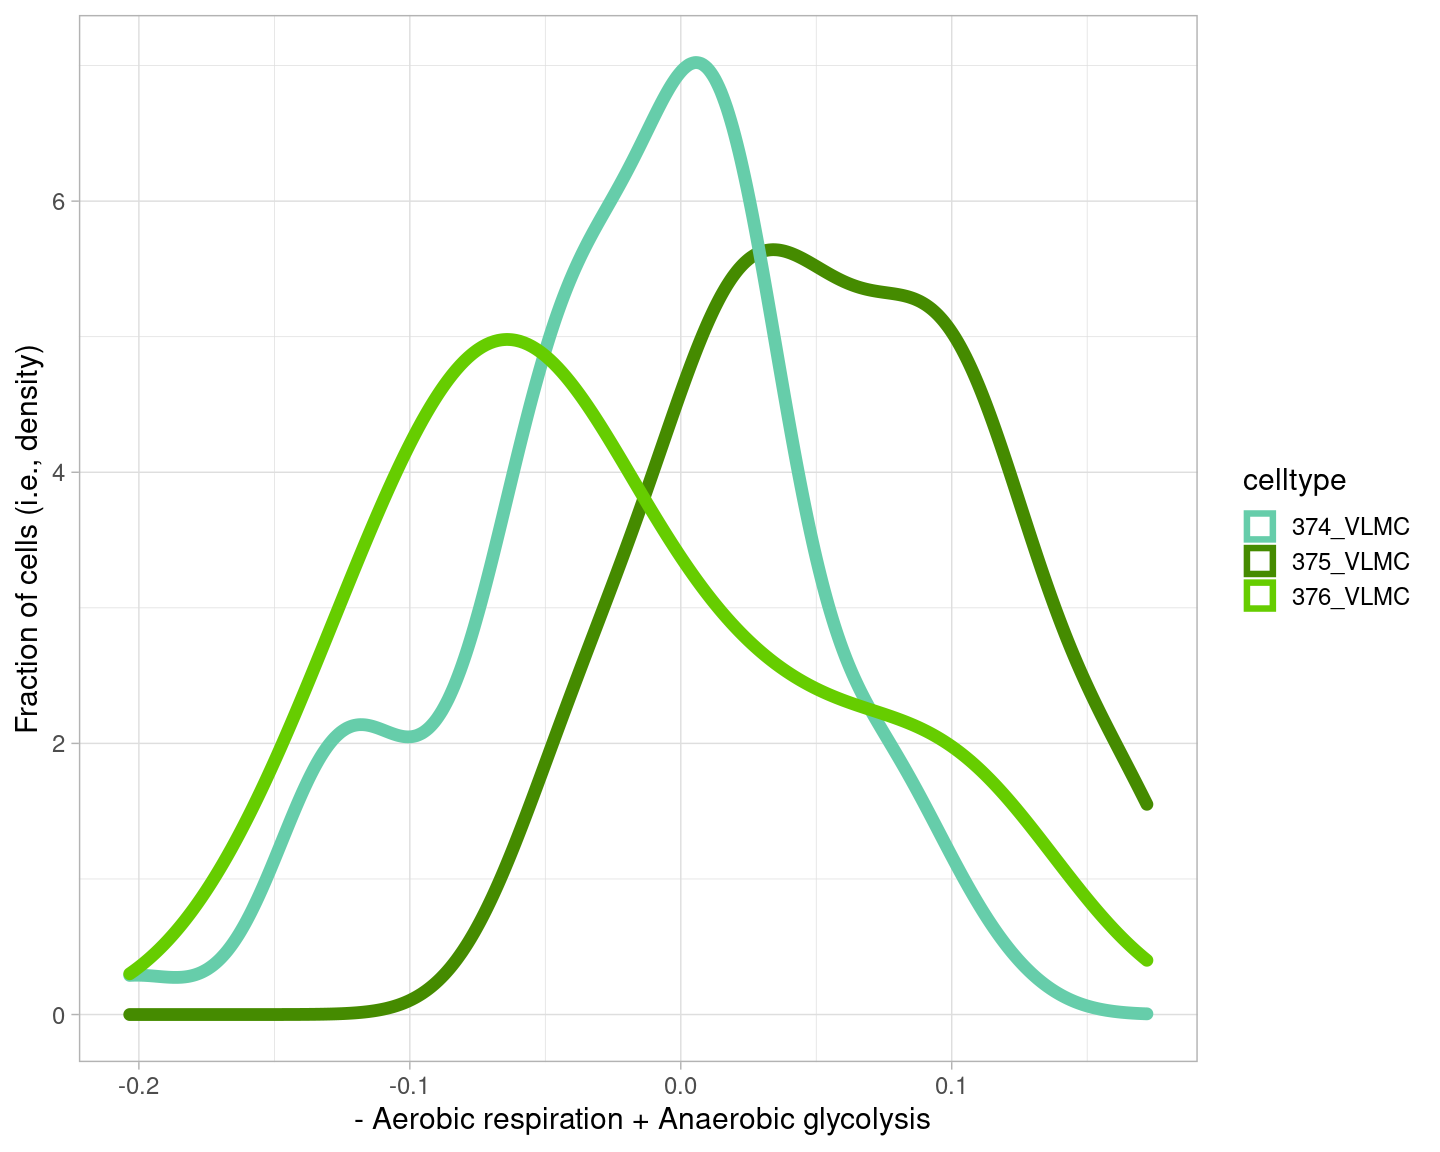 Fraction of cells (i.e., density)
6
4
2
0
-0.2 -0.1 0.0 0.1
- Aerobic respiration + Anaerobic glycolysis
celltype
374_VLMC
375_VLMC
376_VLMC